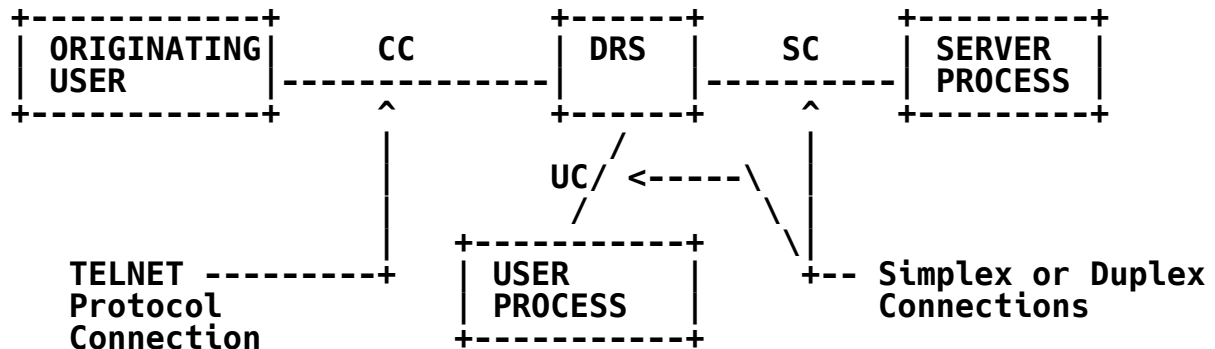 +------------+ +------+ +---------+
| ORIGINATING| CC | DRS | SC | SERVER |
| USER |--------------| |----------| PROCESS |
+------------+ ^ +------+ ^ +---------+
| / |
| UC/ <-----\ |
| / \ |
| +-----------+ \|
TELNET ---------+ | USER | +-- Simplex or Duplex
Protocol | PROCESS | Connections
Connection +-----------+